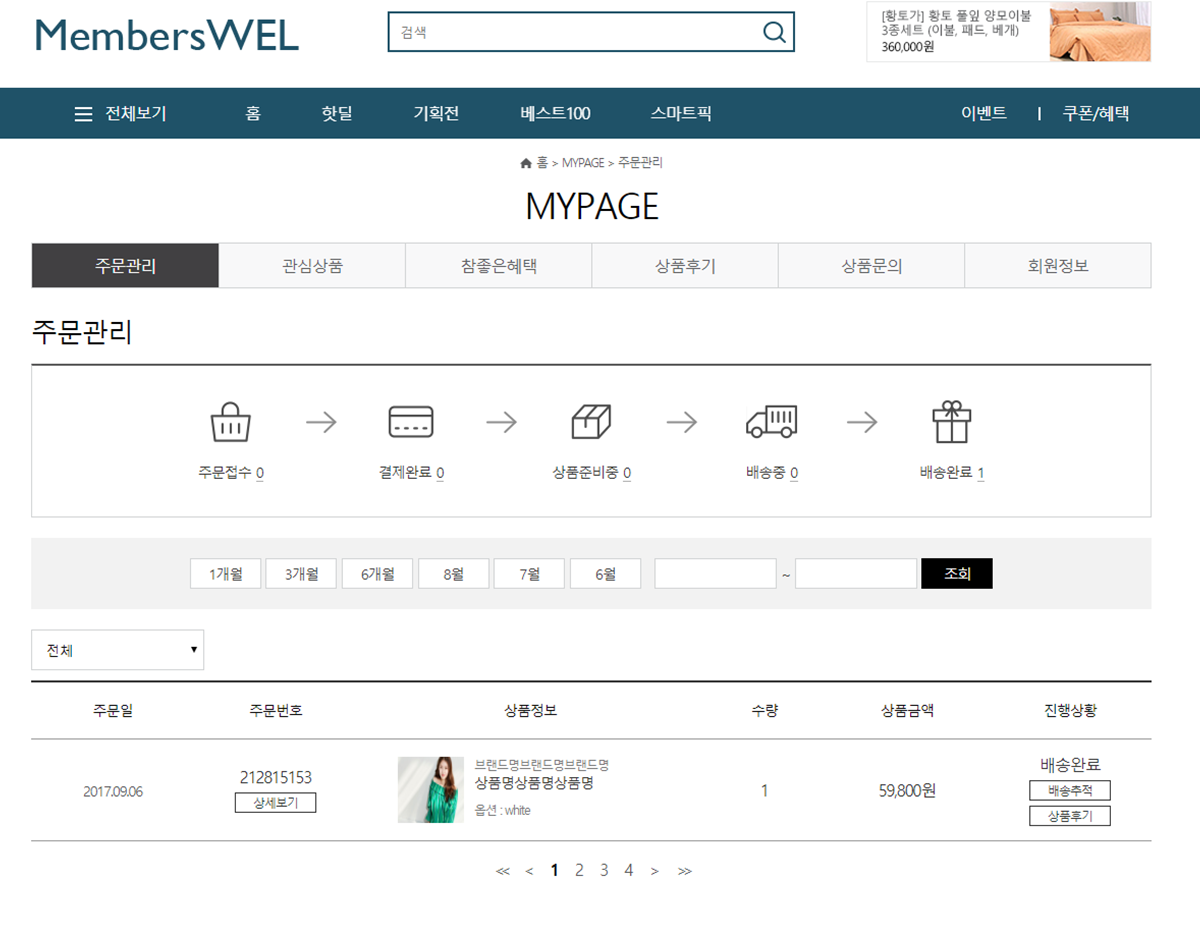 MembersWEL
검색
[황토가] 황토 풀잎 양모이불
3종세트 (이불, 패드, 베개)
360,000원
전체보기 홈 핫딜 기획전 베스트100 스마트픽 이벤트 | 쿠폰/혜택
홈 > MYPAGE > 주문관리
MYPAGE
주문관리 관심상품 참좋은혜택 상품후기 상품문의 회원정보
주문관리
주문접수 0 결제완료 0 상품준비중 0 배송중 0 배송완료 1
1개월 3개월 6개월 8월 7월 6월 ~ 조회
전체 ▼
주문일 주문번호 상품정보 수량 상품금액 진행상황
2017.09.06
212815153
상세보기
브랜드명브랜드명브랜드명
상품명상품명상품명
옵션 : white
1
59,800원
배송완료
배송추적
상품후기
<< < 1 2 3 4 > >>